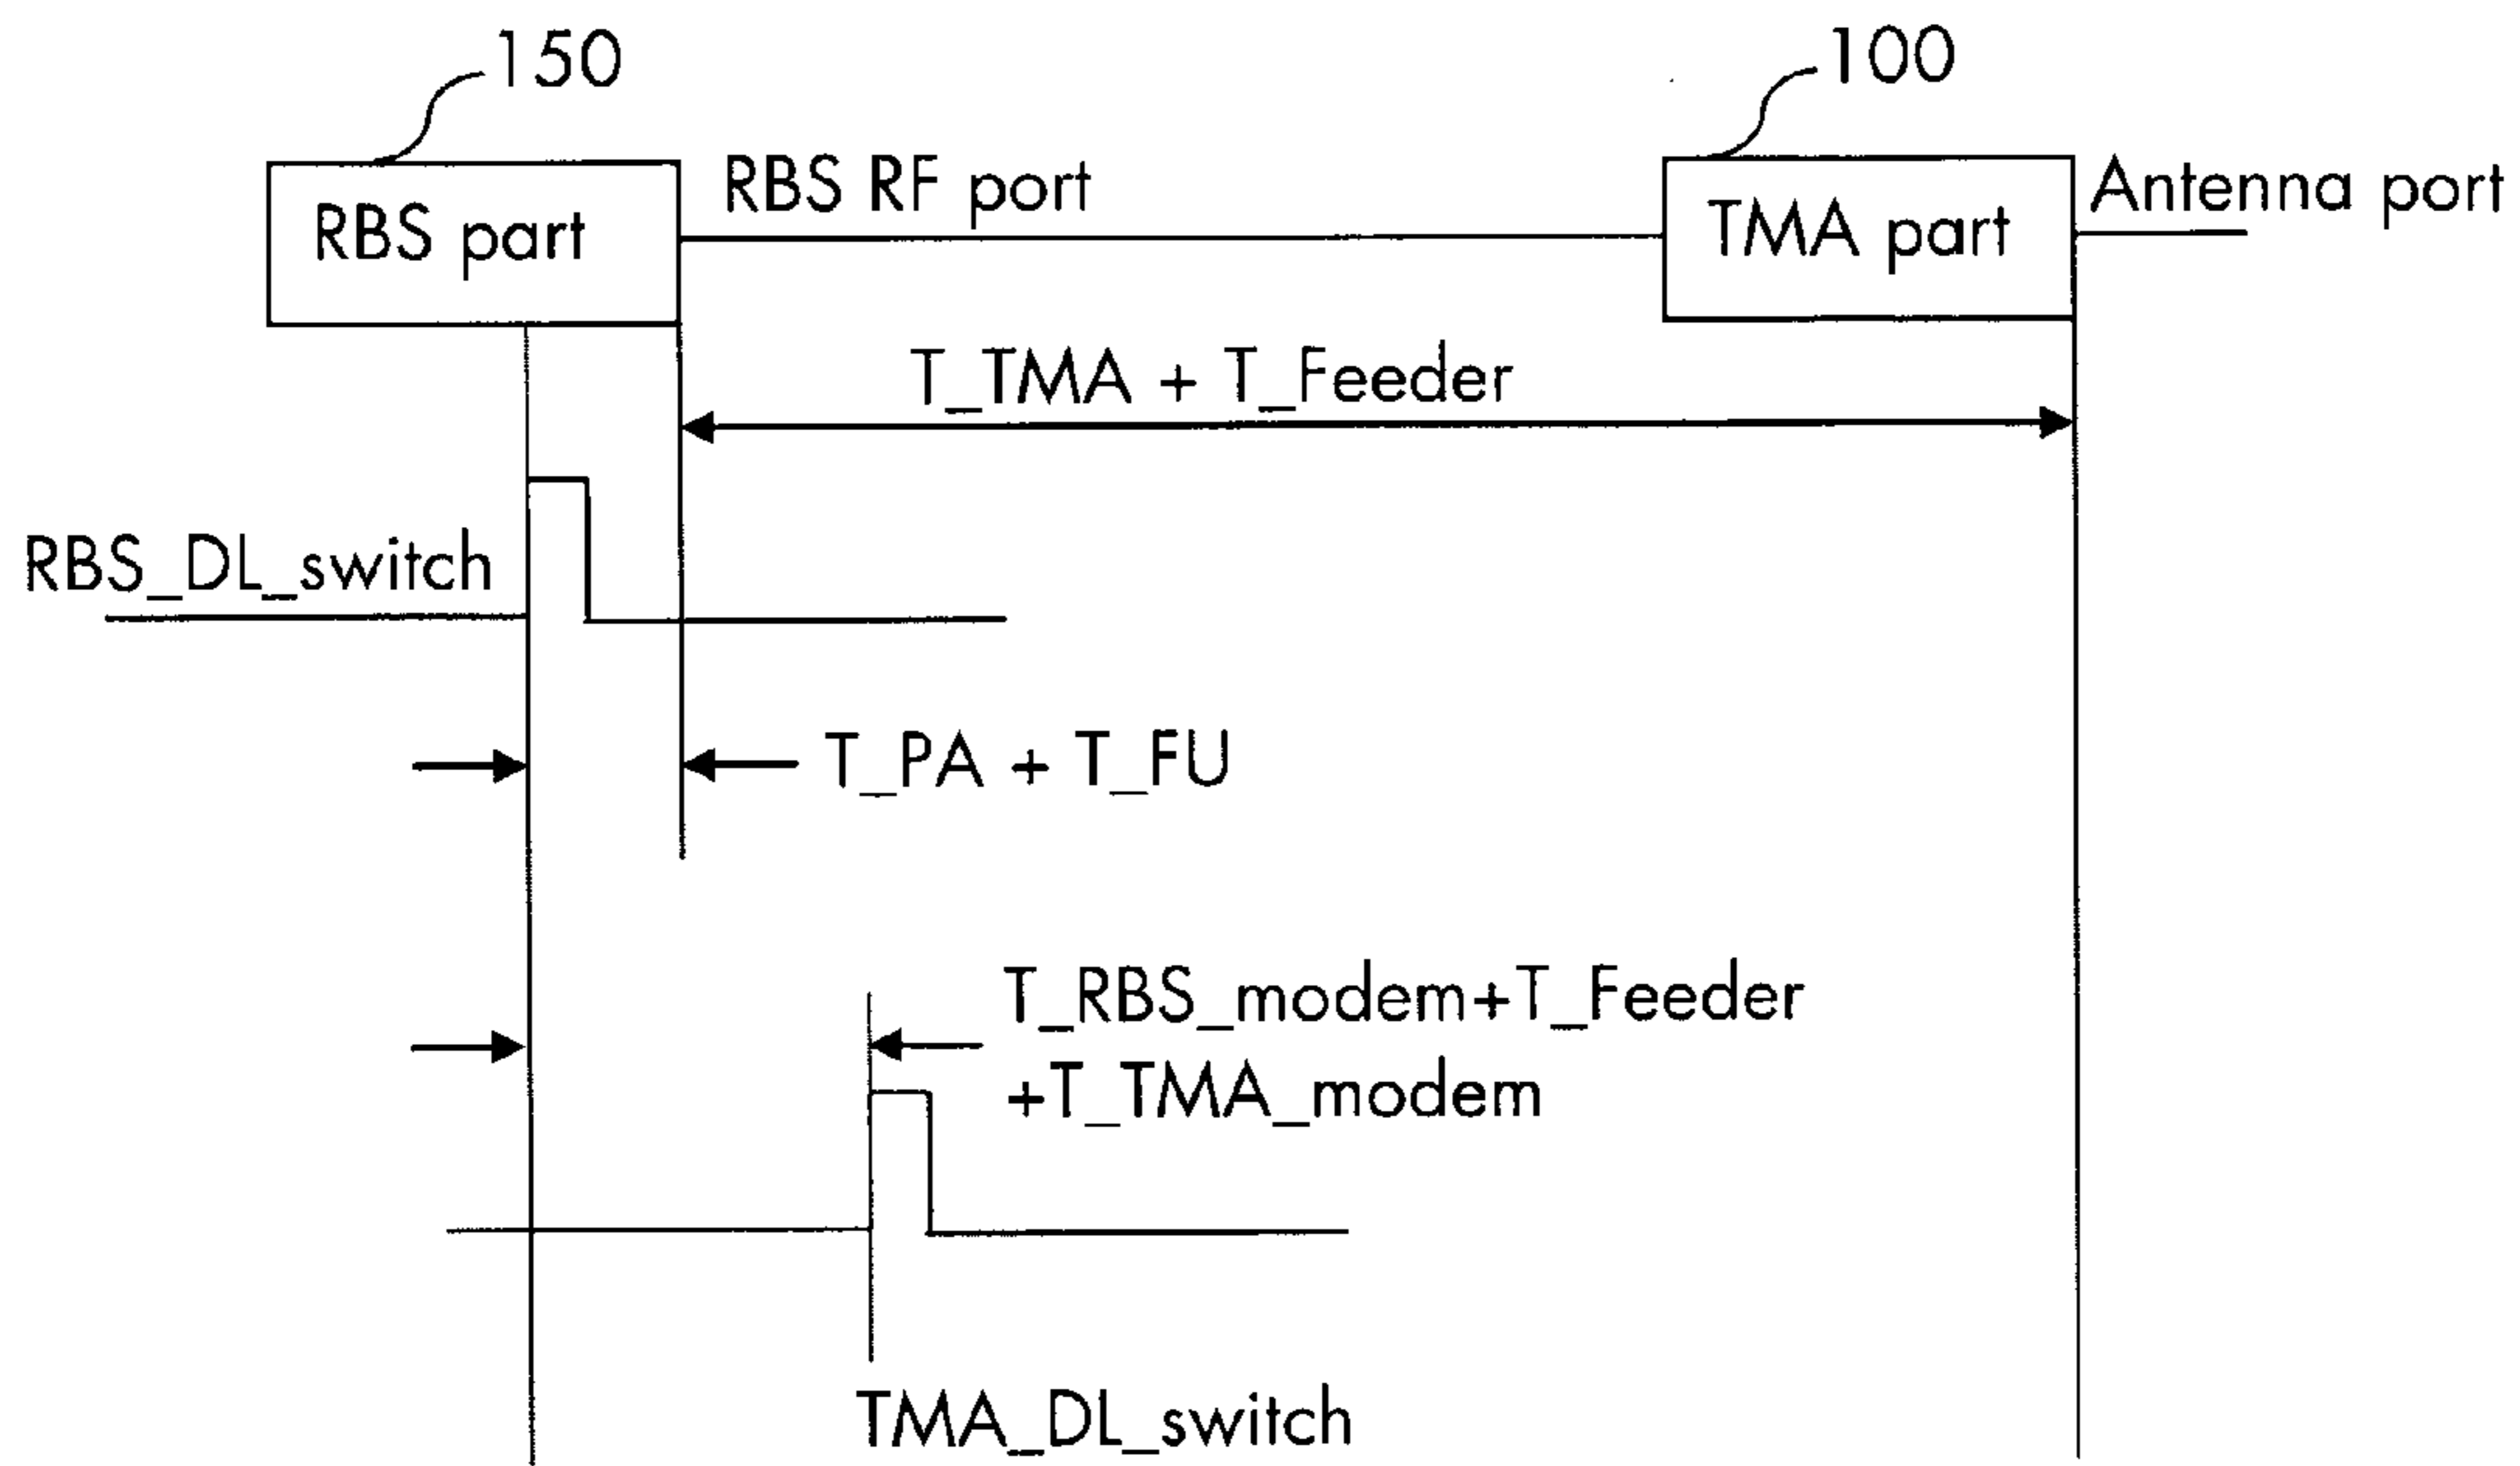 150
100
RBS part
RBS RF port
TMA part
Antenna port
T_TMA + T_Feeder
RBS_DL_switch
T_PA + T_FU
T_RBS_modem+T_Feeder
+T_TMA_modem
TMA_DL_switch